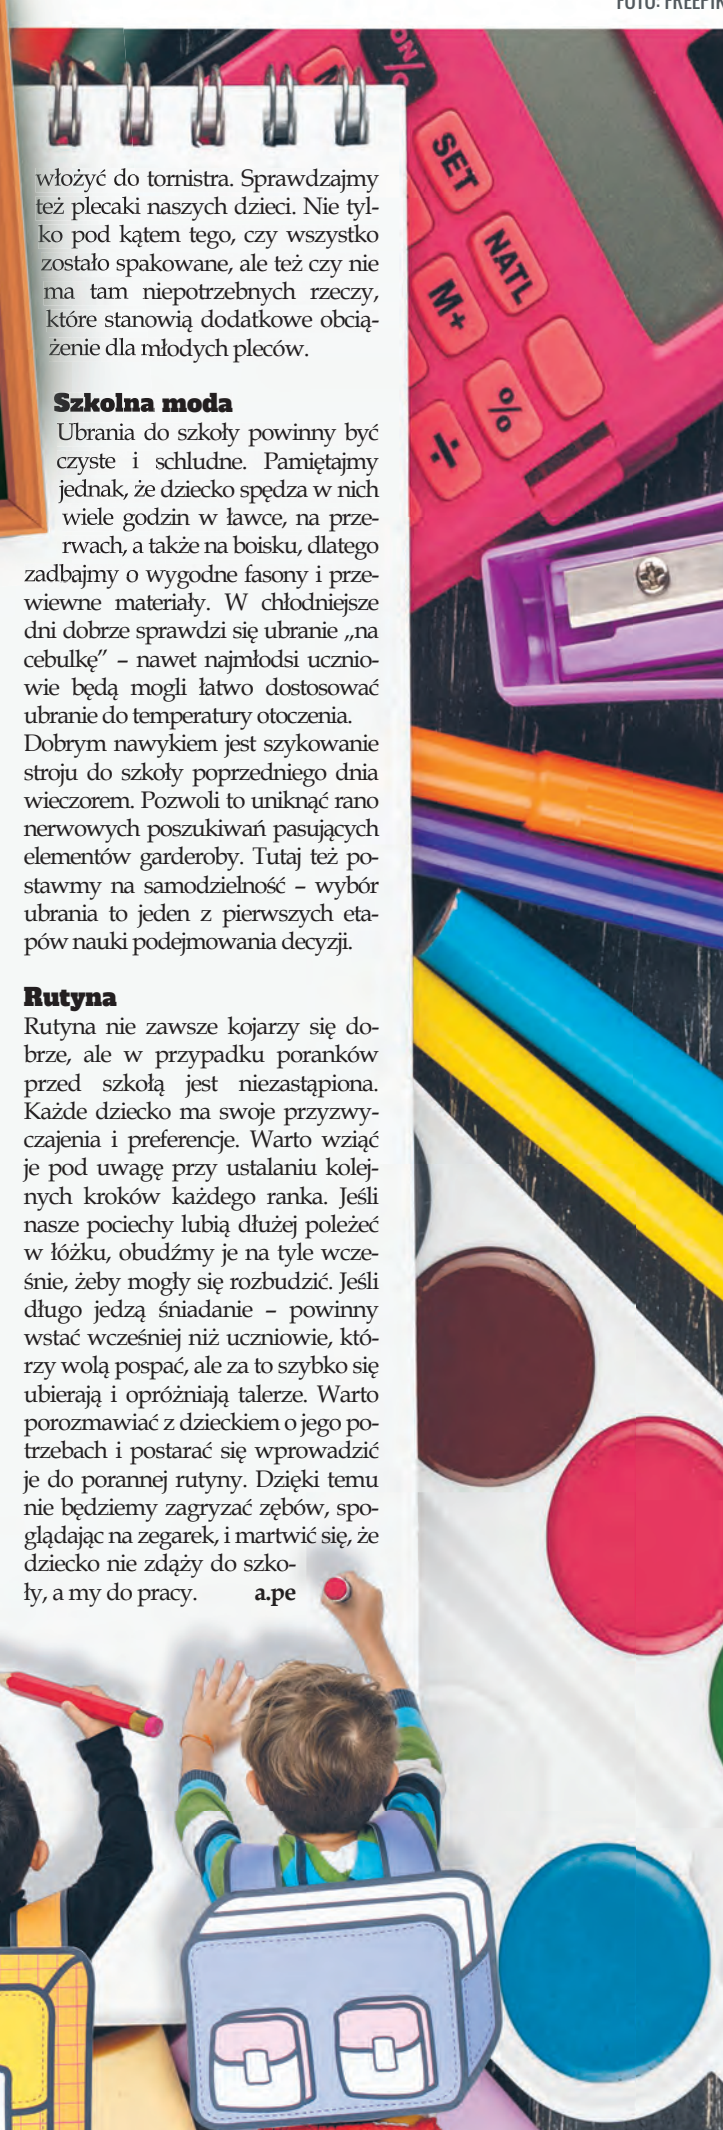 FOTO: FREEPIK
włożyć do tornistra. Sprawdzajmy
też plecaki naszych dzieci. Nie tyl-
ko pod kątem tego, czy wszystko
zostało spakowane, ale też czy nie
ma tam niepotrzebnych rzeczy,
które stanowią dodatkowe obcią-
żenie dla młodych pleców.
Szkolna moda
Ubrania do szkoły powinny być
czyste i schludne. Pamiętajmy
jednak, że dziecko spędza w nich
wiele godzin w ławce, na prze-
rwach, a także na boisku, dlatego
zadbajmy o wygodne fasony i prze-
wiewne materiały. W chłodniejsze
dni dobrze sprawdzi się ubranie „na
cebulkę” – nawet najmłodsi ucznio-
wie będą mogli łatwo dostosować
ubranie do temperatury otoczenia.
Dobrym nawykiem jest szykowanie
stroju do szkoły poprzedniego dnia
wieczorem. Pozwoli to uniknąć rano
nerwowych poszukiwań pasujących
elementów garderoby. Tutaj też po-
stawmy na samodzielność – wybór
ubrania to jeden z pierwszych eta-
pów nauki podejmowania decyzji.
Rutyna
Rutyna nie zawsze kojarzy się do-
brze, ale w przypadku poranków
przed szkołą jest niezastąpiona.
Każde dziecko ma swoje przyzwy-
czajenia i preferencje. Warto wziąć
je pod uwagę przy ustalaniu kolej-
nych kroków każdego ranka. Jeśli
nasze pociechy lubią dłużej poleżeć
w łóżku, obudźmy je na tyle wcze-
śnie, żeby mogły się rozbudzić. Jeśli
długo jedzą śniadanie – powinny
wstać wcześniej niż uczniowie, któ-
rzy wolą pospać, ale za to szybko się
ubierają i opróżniają talerze. Warto
porozmawiać z dzieckiem o jego po-
trzebach i postarać się wprowadzić
je do porannej rutyny. Dzięki temu
nie będziemy zagryzać zębów, spo-
glądając na zegarek, i martwić się, że
dziecko nie zdąży do szko-
ły, a my do pracy. a.pe
ON/C
SET
NATL
M+
%
÷